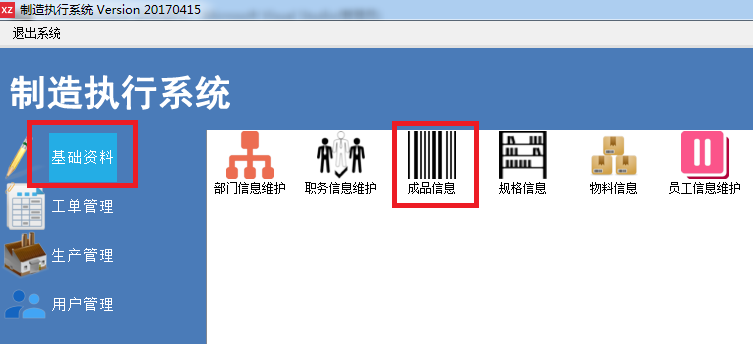 XZ 制造执行系统 Version 20170415
退出系统
制造执行系统
基础资料
工单管理
生产管理
用户管理
部门信息维护
职务信息维护
成品信息
规格信息
物料信息
员工信息维护